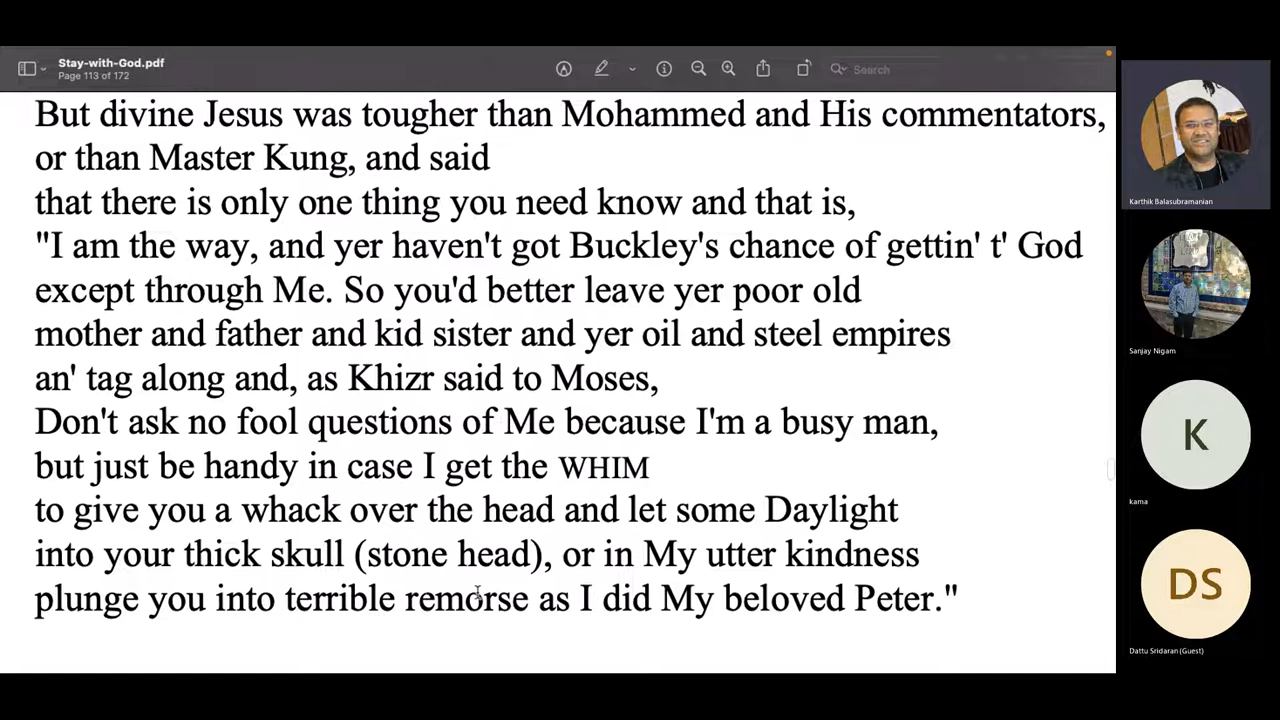 Stay-with-God.pdf
Page 113 of 172
Search
But divine Jesus was tougher than Mohammed and His commentators,
or than Master Kung, and said
that there is only one thing you need know and that is,
"I am the way, and yer haven't got Buckley's chance of gettin' t' God
except through Me. So you'd better leave yer poor old
mother and father and kid sister and yer oil and steel empires
an' tag along and, as Khizr said to Moses,
Don't ask no fool questions of Me because I'm a busy man,
but just be handy in case I get the WHIM
to give you a whack over the head and let some Daylight
into your thick skull (stone head), or in My utter kindness
plunge you into terrible remorse as I did My beloved Peter."
Karthik Balasubramanian
Sanjay Nigam
K
kama
DS
Dattu Sridaran (Guest)